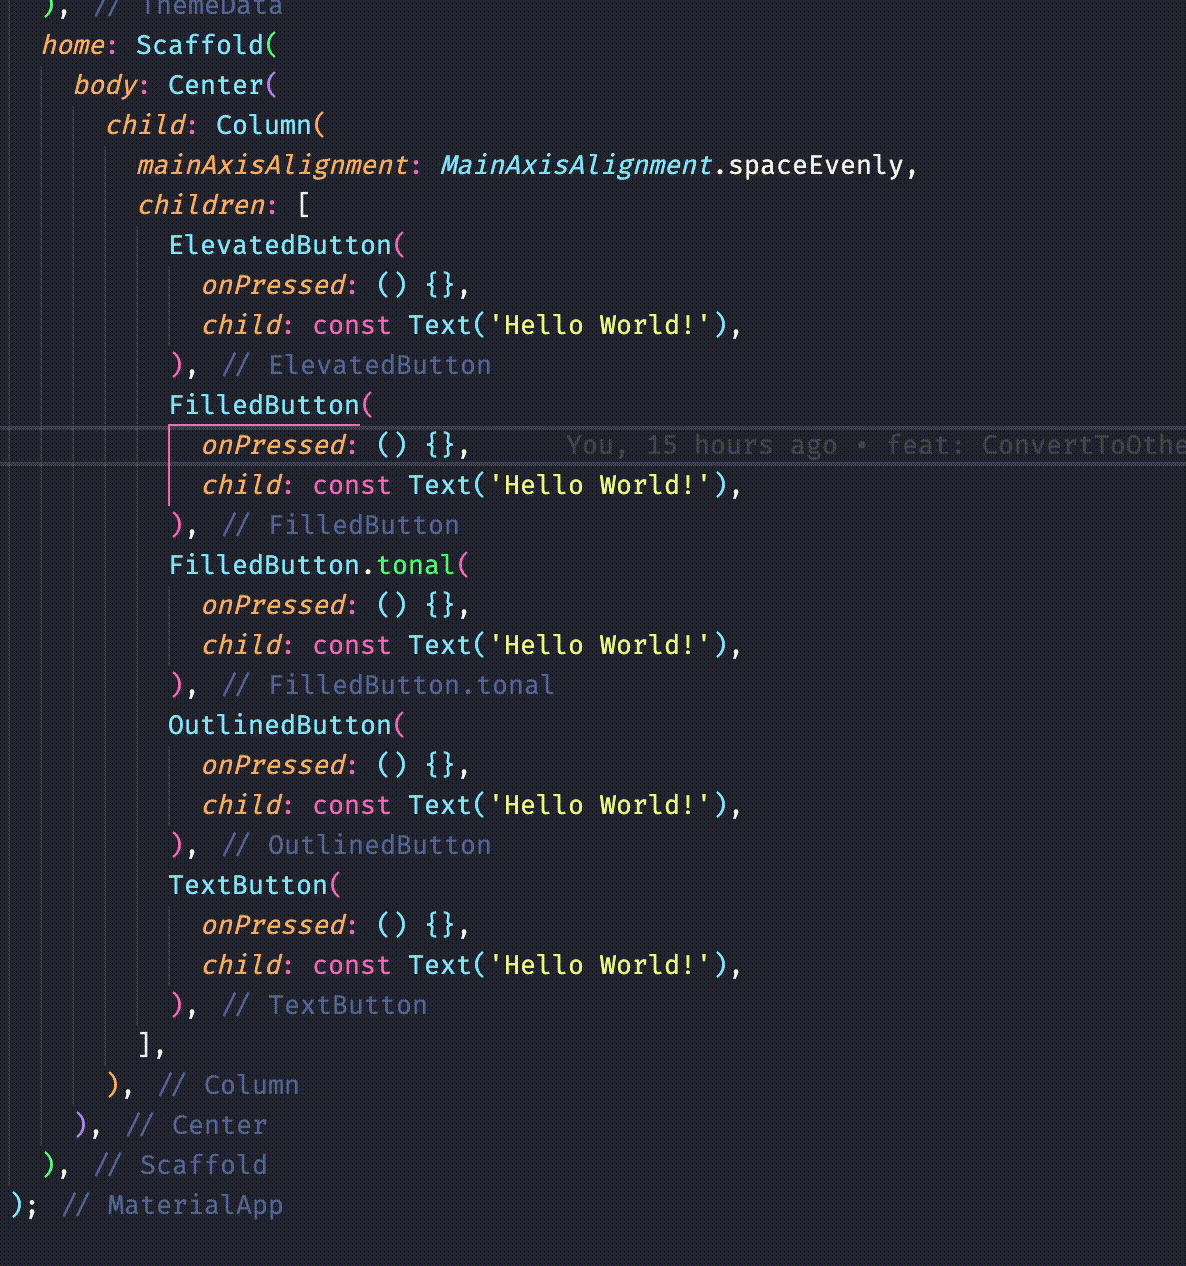 ), // ThemeData
home: Scaffold(
body: Center(
child: Column(
mainAxisAlignment: MainAxisAlignment.spaceEvenly,
children: [
ElevatedButton(
onPressed: () {},
child: const Text('Hello World!'),
), // ElevatedButton
FilledButton(
onPressed: () {}, You, 15 hours ago • feat: ConvertToOthe
child: const Text('Hello World!'),
), // FilledButton
FilledButton.tonal(
onPressed: () {},
child: const Text('Hello World!'),
), // FilledButton.tonal
OutlinedButton(
onPressed: () {},
child: const Text('Hello World!'),
), // OutlinedButton
TextButton(
onPressed: () {},
child: const Text('Hello World!'),
), // TextButton
],
), // Column
), // Center
), // Scaffold
); // MaterialApp